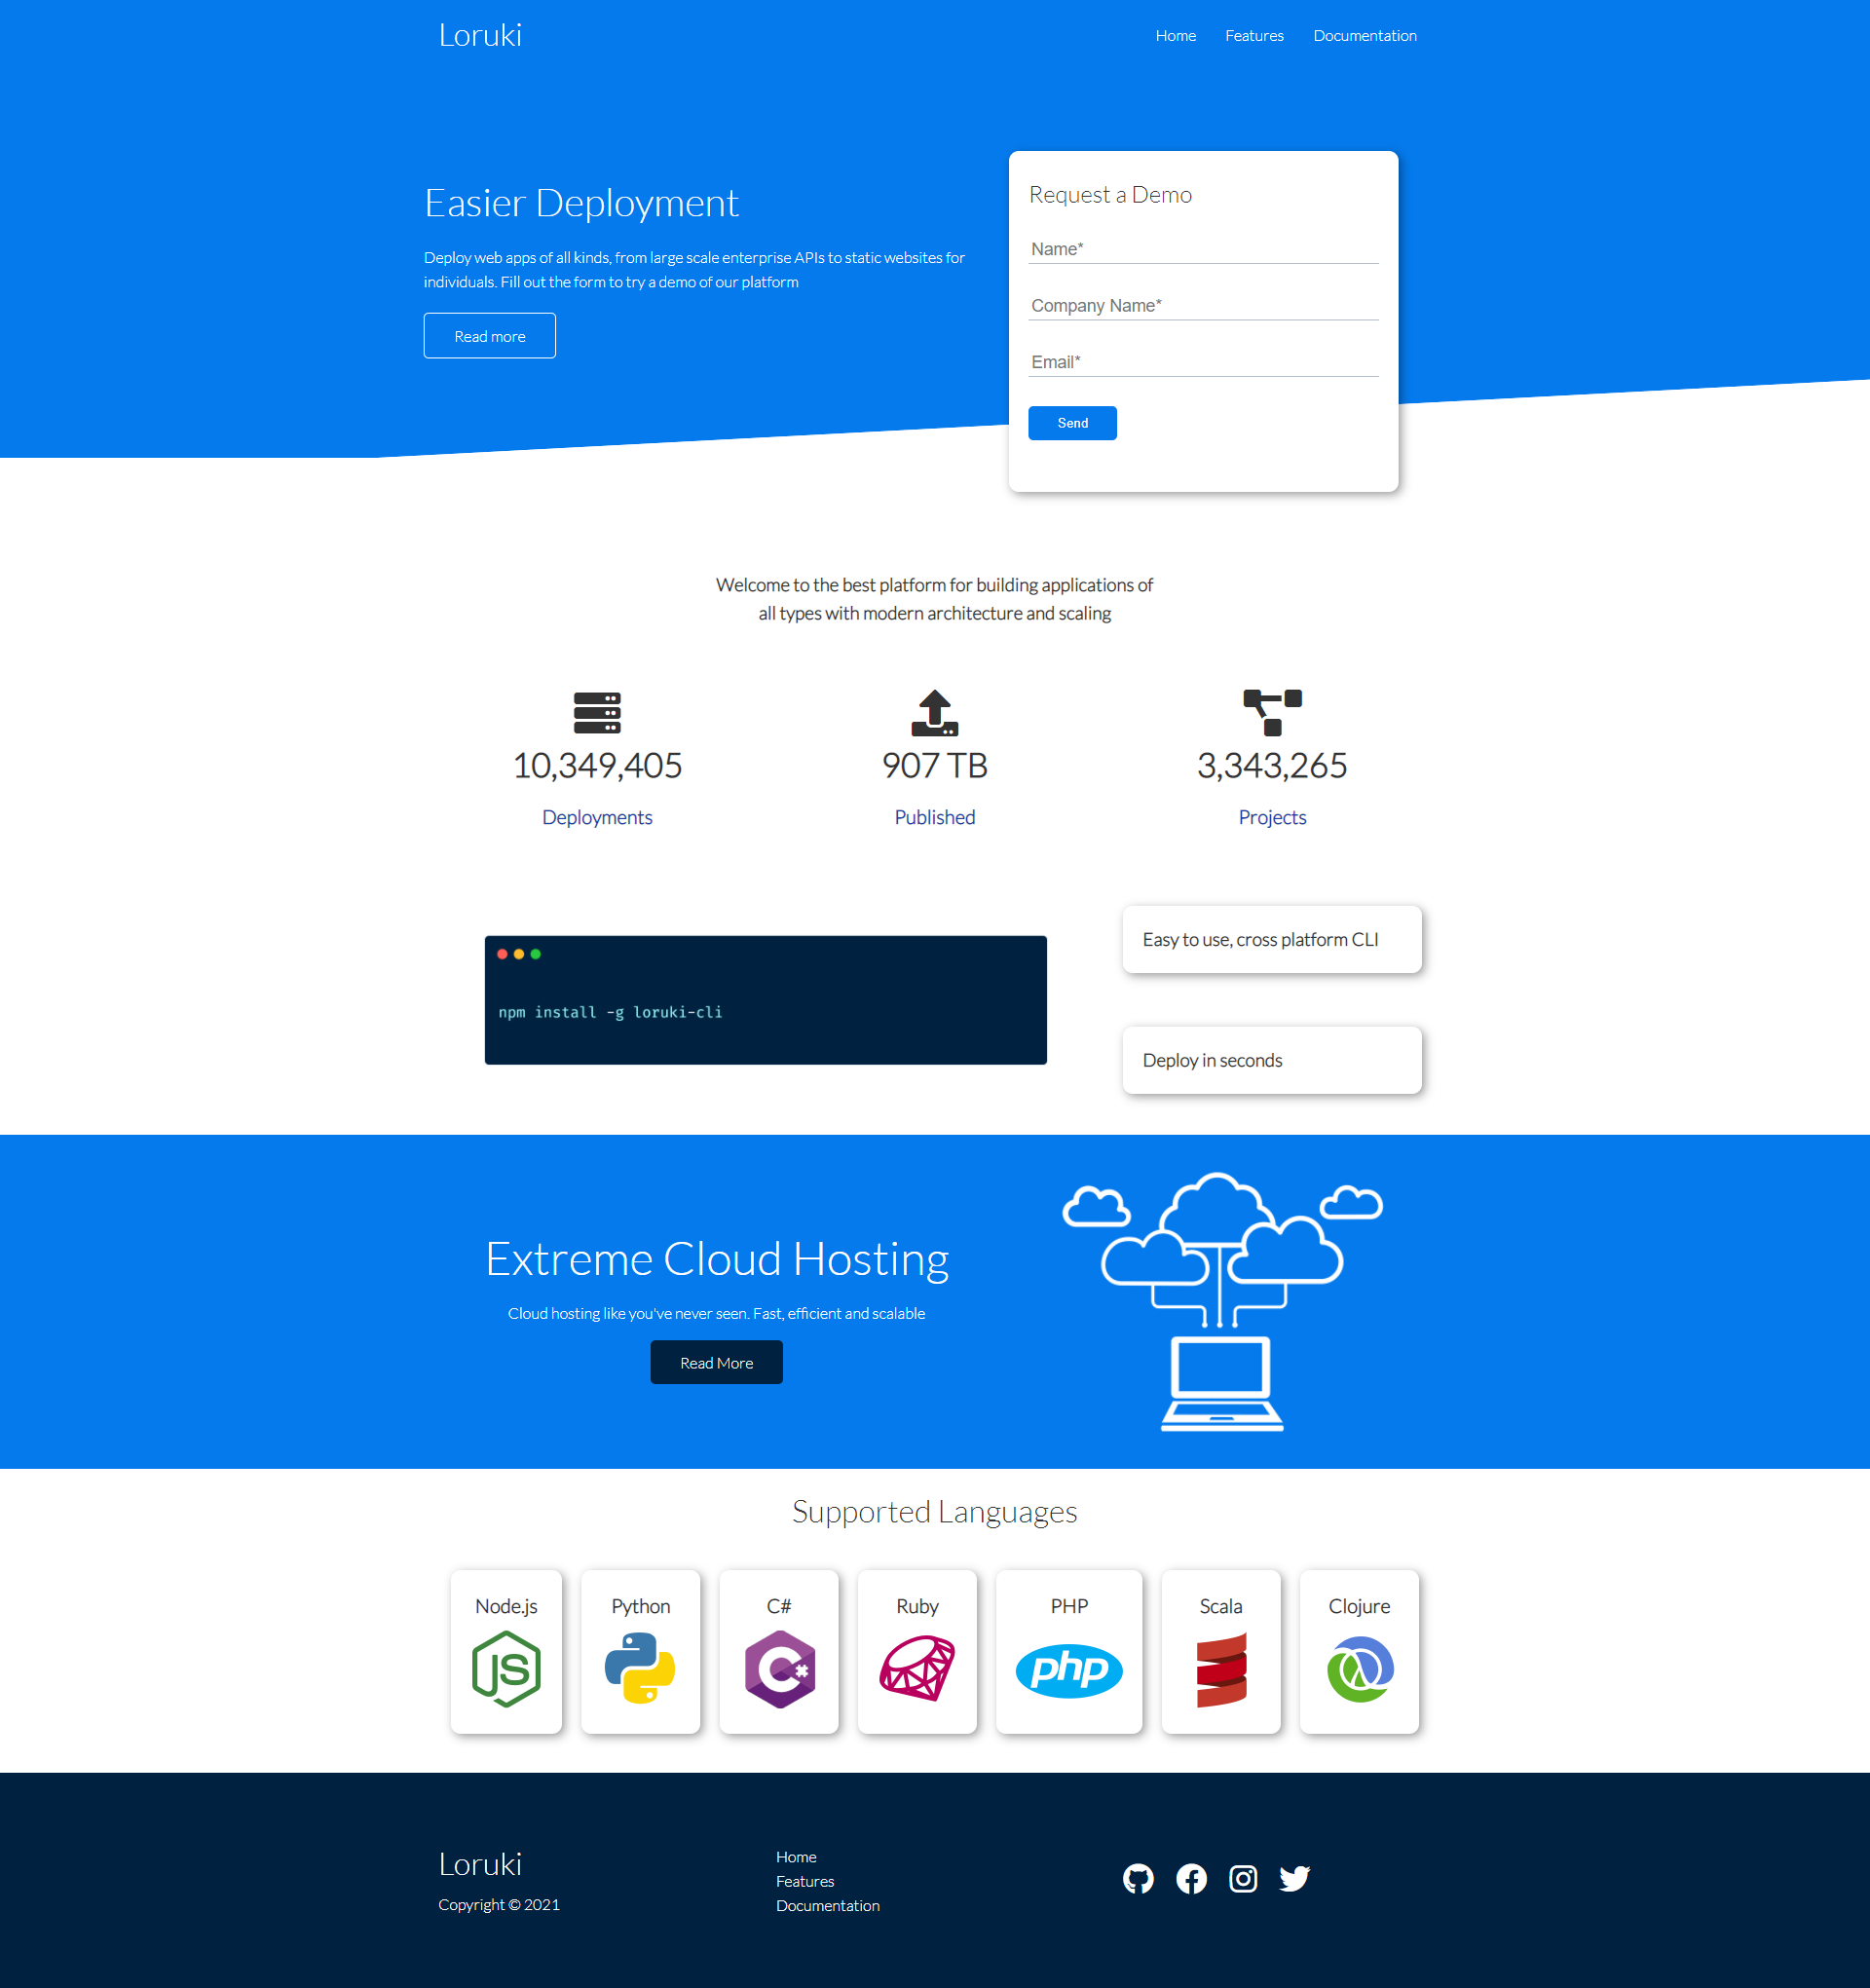 Loruki
Home Features Documentation
Easier Deployment
Deploy web apps of all kinds, from large scale enterprise APIs to static websites for
individuals. Fill out the form to try a demo of our platform
Read more
Request a Demo
Name*
Company Name*
Email*
Send
Welcome to the best platform for building applications of
all types with modern architecture and scaling
10,349,405
Deployments
907 TB
Published
3,343,265
Projects
npm install -g loruki-cli
Easy to use, cross platform CLI
Deploy in seconds
Extreme Cloud Hosting
Cloud hosting like you've never seen. Fast, efficient and scalable
Read More
Supported Languages
Node.js
JS
Python
C#
C#
Ruby
PHP
php
Scala
Clojure
Loruki
Copyright © 2021
Home
Features
Documentation